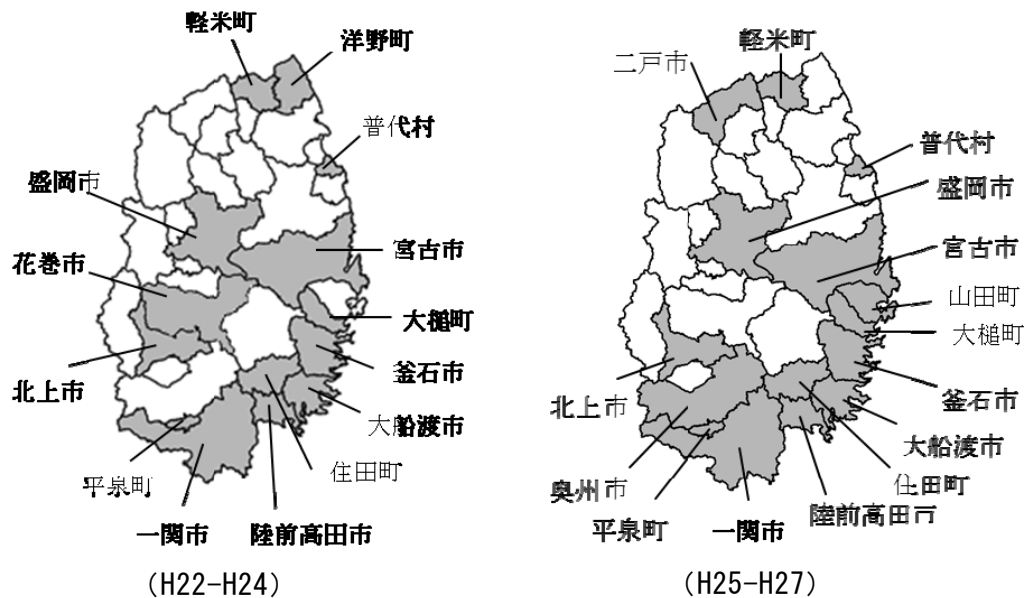 軽米町
洋野町
普代村
盛岡市
花巻市
宮古市
大槌町
北上市
釜石市
大船渡市
住田町
平泉町
一関市
陸前高田市
(H22-H24)
軽米町
二戸市
普代村
盛岡市
宮古市
山田町
大槌町
北上市
釜石市
大船渡市
奥州市
住田町
平泉町
一関市
陸前高田市
(H25-H27)